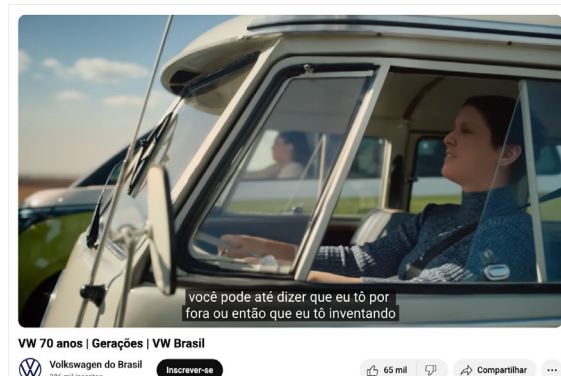 você pode até dizer que eu tô por
fora ou então que eu tô inventando
VW 70 anos | Gerações | VW Brasil
Volkswagen do Brasil
Inscrever-se
65 mil
Compartilhar